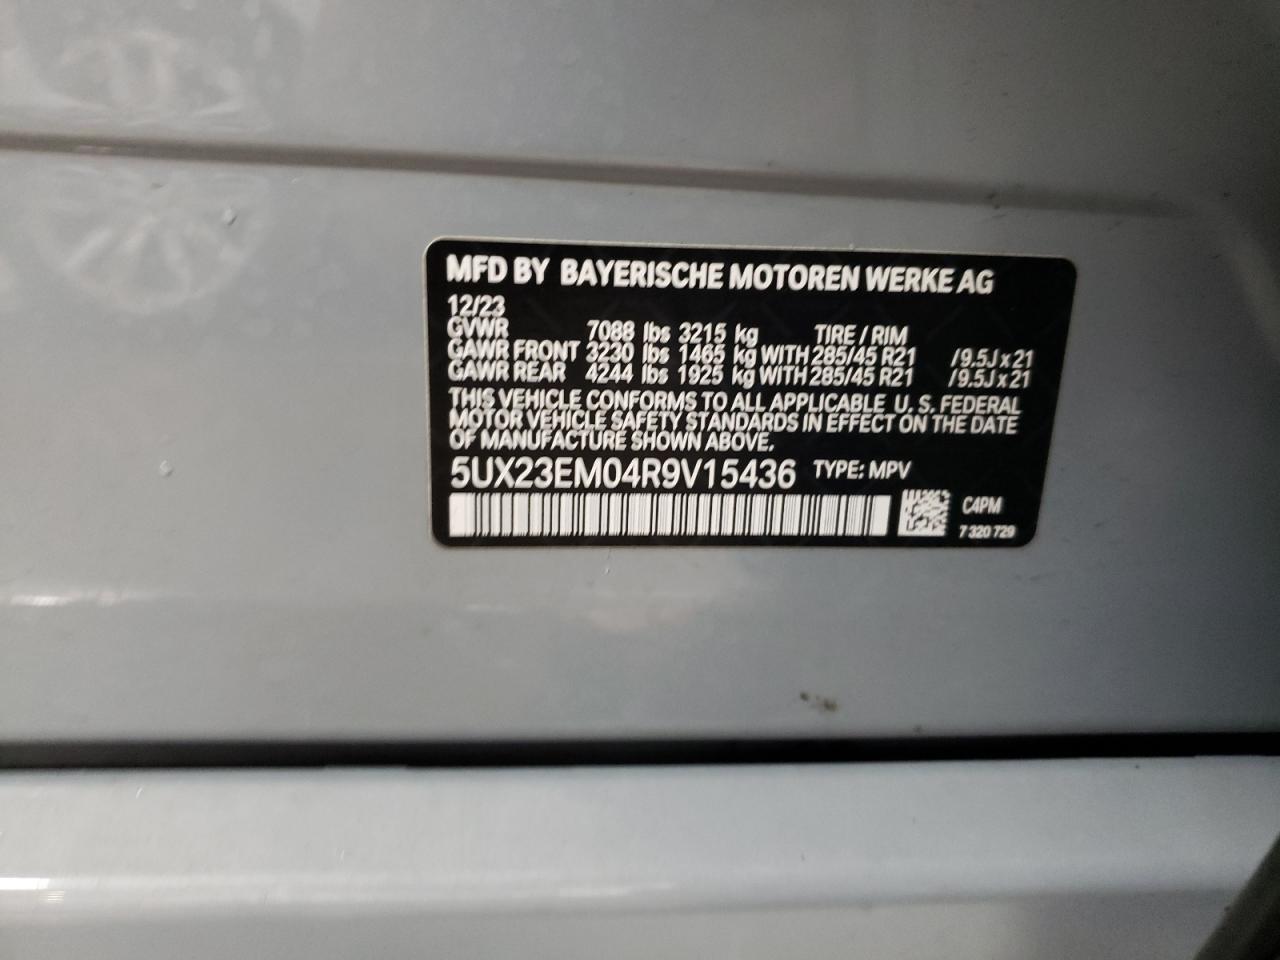 MFD BY BAYERISCHE MOTOREN WERKE AG
12/23
GVWR 7088 lbs 3215 kg TIRE / RIM
GAWR FRONT 3230 lbs 1465 kg WITH 285/45 R21 /9.5J x 21
GAWR REAR 4244 lbs 1925 kg WITH 285/45 R21 /9.5J x 21
THIS VEHICLE CONFORMS TO ALL APPLICABLE U. S. FEDERAL
MOTOR VEHICLE SAFETY STANDARDS IN EFFECT ON THE DATE
OF MANUFACTURE SHOWN ABOVE.
5UX23EM04R9V15436 TYPE: MPV
C4PM
7 320 729